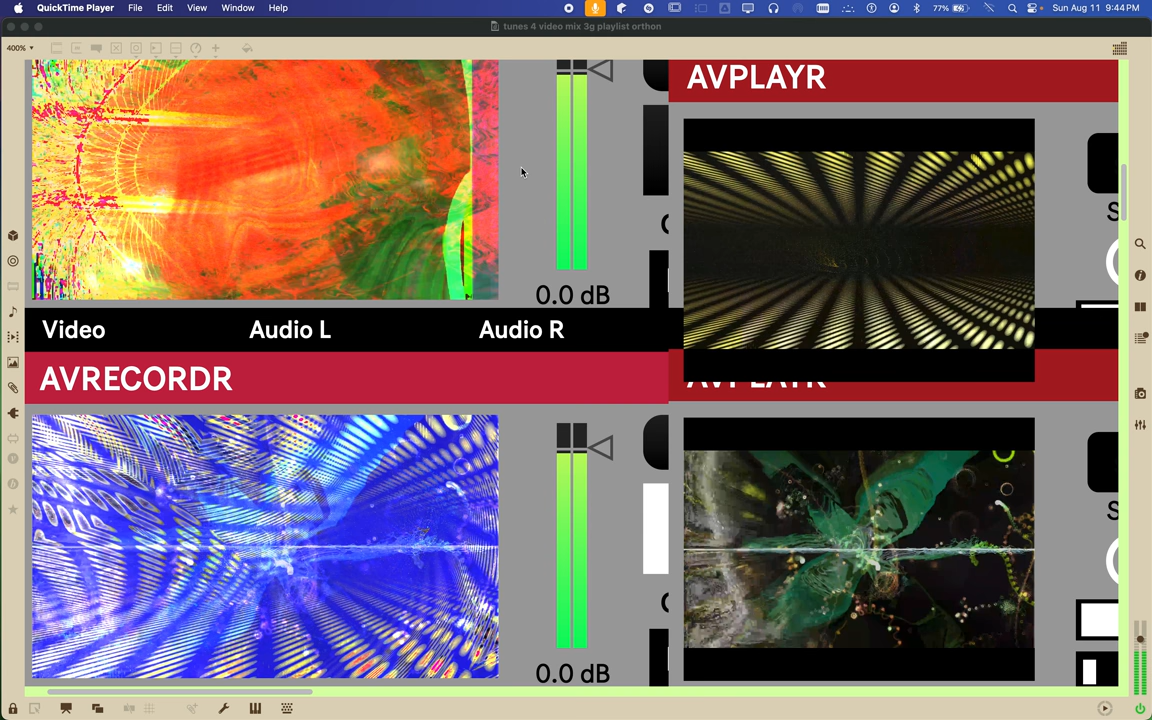 QuickTime Player File Edit View Window Help 77% Sun Aug 11 9:44 PM
tunes 4 video mix 3g playlist orthon
400%
AVPLAYR
0.0 dB
Video Audio L Audio R
AVRECORDR
0.0 dB